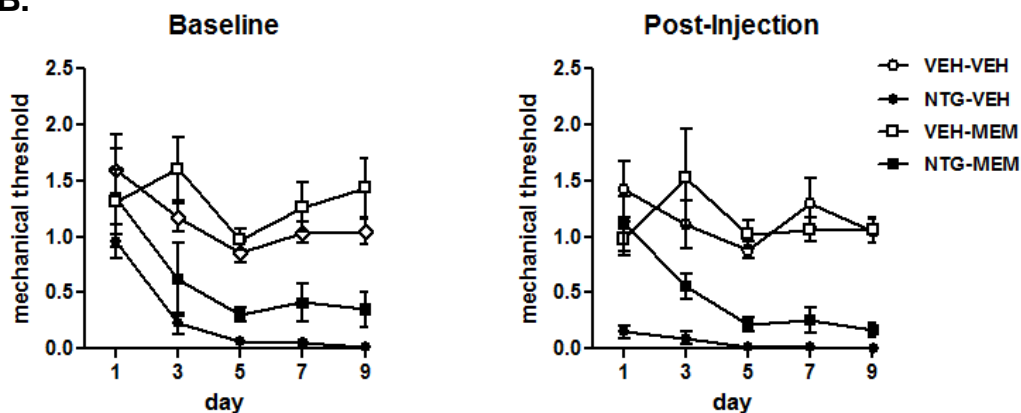 B.
Baseline
mechanical threshold
2.5
2.0
1.5
1.0
0.5
0.0
1 3 5 7 9
day
Post-Injection
mechanical threshold
2.5
2.0
1.5
1.0
0.5
0.0
1 3 5 7 9
day
VEH-VEH
NTG-VEH
VEH-MEM
NTG-MEM